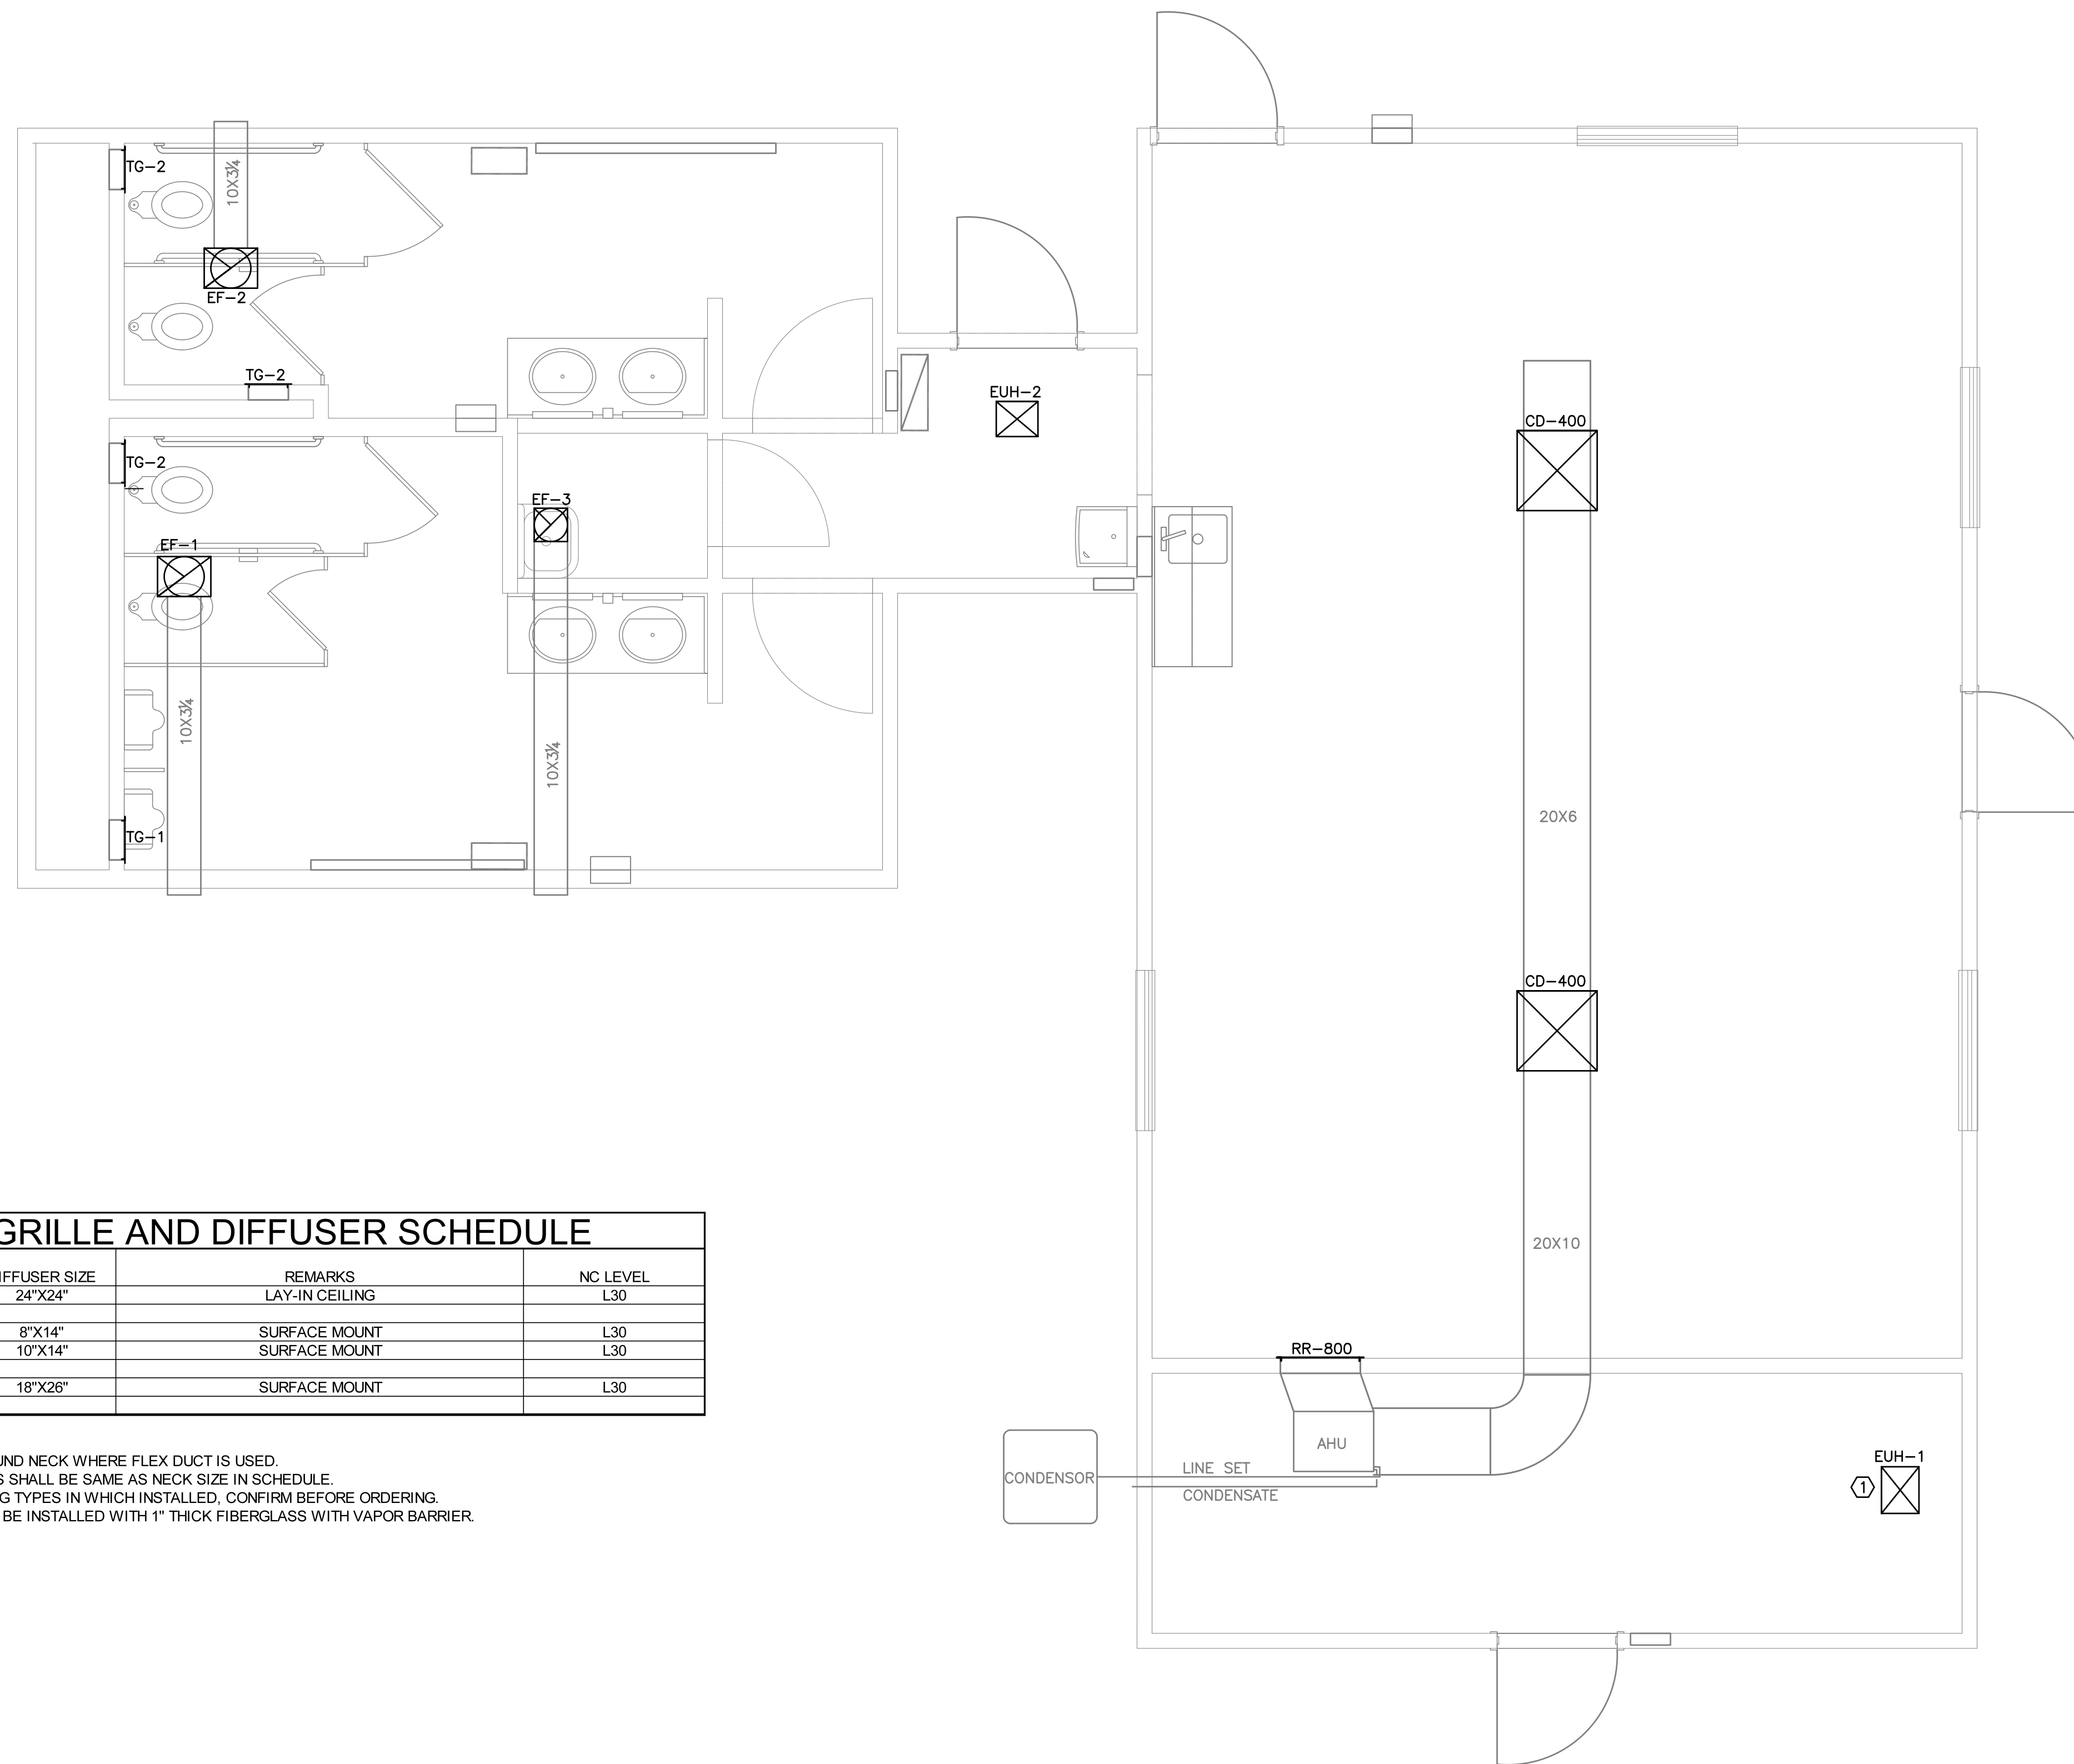 TG-2
10X3¼
EF-2
TG-2
EUH-2
CD-400
TG-2
EF-3
EF-1
10X3¼
10X3¼
20X6
TG-1
CD-400
GRILLE AND DIFFUSER SCHEDULE
IFFUSER SIZE REMARKS NC LEVEL
24"X24" LAY-IN CEILING L30
8"X14" SURFACE MOUNT L30
10"X14" SURFACE MOUNT L30
18"X26" SURFACE MOUNT L30
20X10
RR-800
AHU
CONDENSOR
LINE SET
CONDENSATE
EUH-1
1
UND NECK WHERE FLEX DUCT IS USED.
S SHALL BE SAME AS NECK SIZE IN SCHEDULE.
G TYPES IN WHICH INSTALLED, CONFIRM BEFORE ORDERING.
BE INSTALLED WITH 1" THICK FIBERGLASS WITH VAPOR BARRIER.